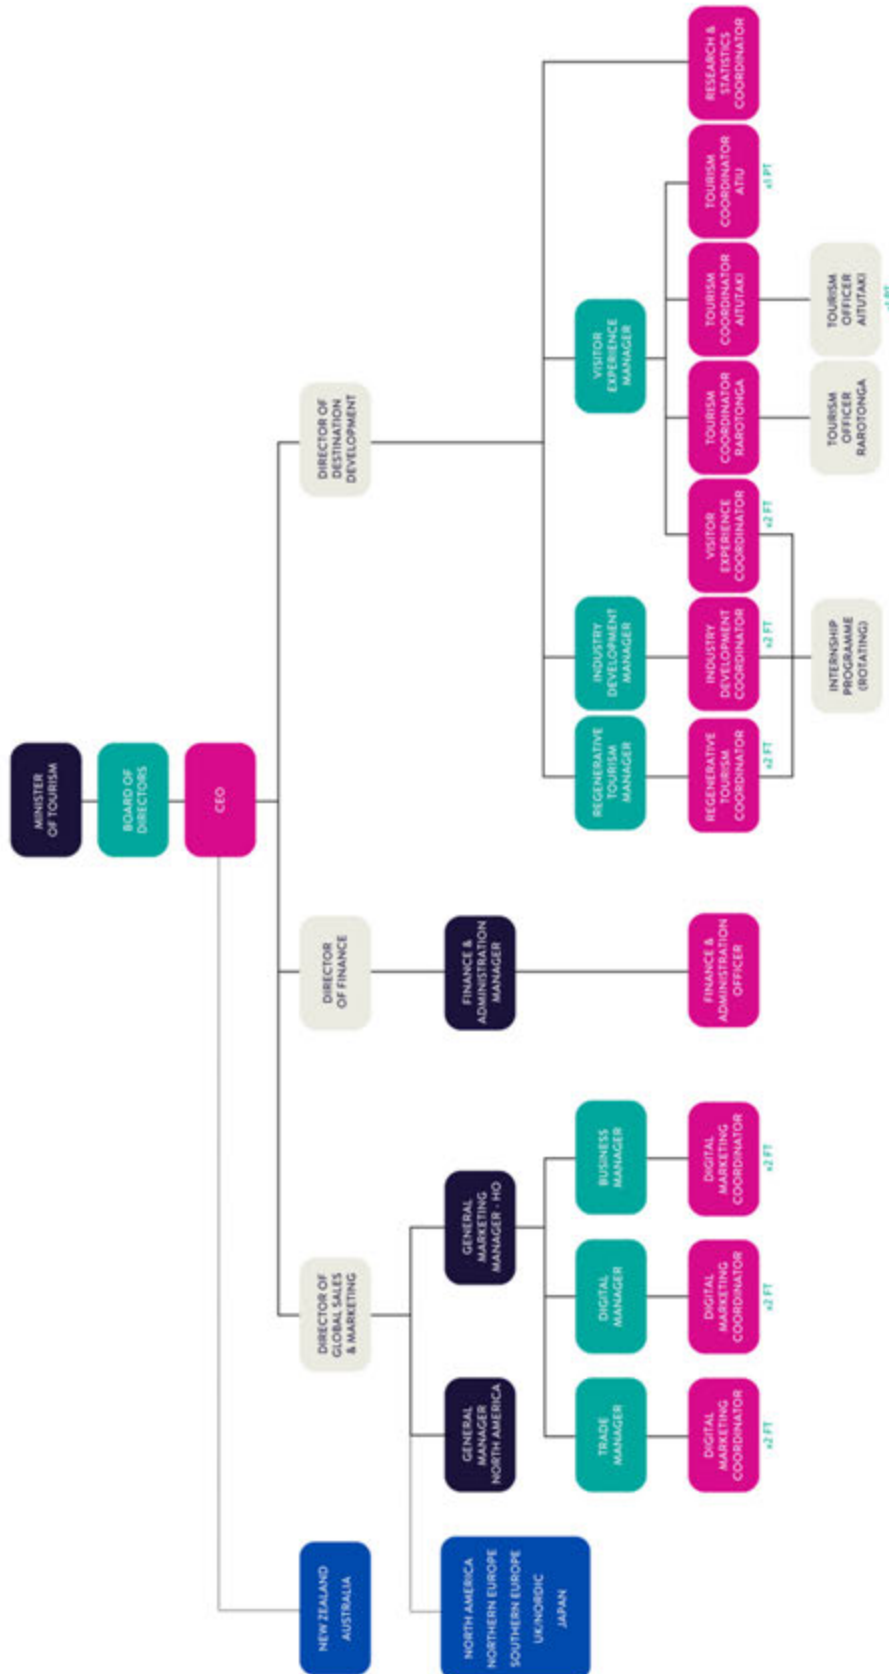 MINISTER
OF TOURISM
BOARD OF
DIRECTORS
CEO
NEW ZEALAND
AUSTRALIA
DIRECTOR OF
GLOBAL SALES
& MARKETING
DIRECTOR
OF FINANCE
DIRECTOR OF
DESTINATION
DEVELOPMENT
NORTH AMERICA
NORTHERN EUROPE
SOUTHERN EUROPE
UK/NORDIC
JAPAN
GENERAL
MANAGER
NORTH AMERICA
GENERAL
MARKETING
MANAGER - HO
FINANCE &
ADMINISTRATION
MANAGER
TRADE
MANAGER
DIGITAL
MANAGER
BUSINESS
MANAGER
REGENERATIVE
TOURISM
MANAGER
INDUSTRY
DEVELOPMENT
MANAGER
VISITOR
EXPERIENCE
MANAGER
DIGITAL
MARKETING
COORDINATOR
x2 FT
DIGITAL
MARKETING
COORDINATOR
x2 FT
DIGITAL
MARKETING
COORDINATOR
x2 FT
FINANCE &
ADMINISTRATION
OFFICER
REGENERATIVE
TOURISM
COORDINATOR
x2 FT
INDUSTRY
DEVELOPMENT
COORDINATOR
x2 FT
VISITOR
EXPERIENCE
COORDINATOR
x2 FT
TOURISM
COORDINATOR
RAROTONGA
TOURISM
COORDINATOR
AITUTAKI
TOURISM
COORDINATOR
ATIU
x1 PT
RESEARCH &
STATISTICS
COORDINATOR
INTERNSHIP
PROGRAMME
(ROTATING)
TOURISM
OFFICER
RAROTONGA
TOURISM
OFFICER
AITUTAKI